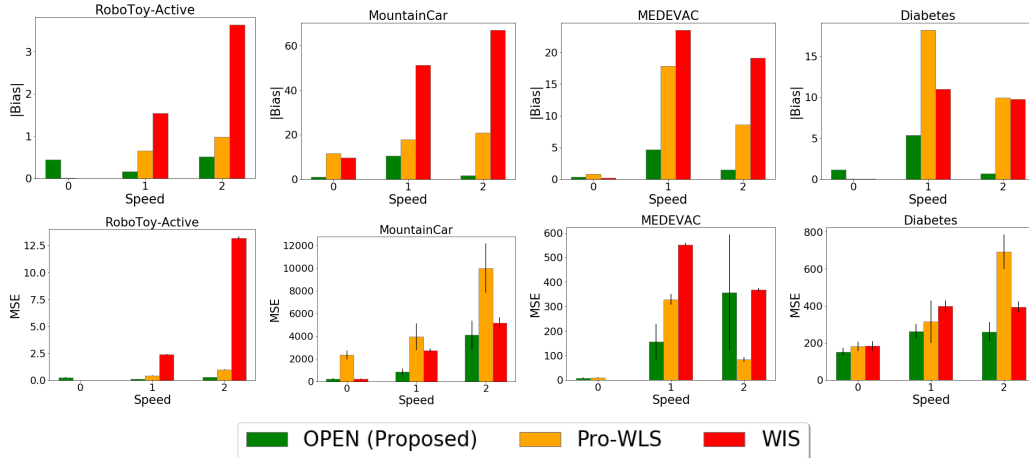 RoboToy-Active
|Bias|
3
2
1
0
0 1 2
Speed
MountainCar
|Bias|
60
40
20
0
0 1 2
Speed
MEDEVAC
|Bias|
20
15
10
5
0
0 1 2
Speed
Diabetes
|Bias|
15
10
5
0
0 1 2
Speed
RoboToy-Active
MSE
12.5
10.0
7.5
5.0
2.5
0.0
0 1 2
Speed
MountainCar
MSE
12000
10000
8000
6000
4000
2000
0
0 1 2
Speed
MEDEVAC
MSE
600
500
400
300
200
100
0
0 1 2
Speed
Diabetes
MSE
800
600
400
200
0
0 1 2
Speed
OPEN (Proposed) Pro-WLS WIS